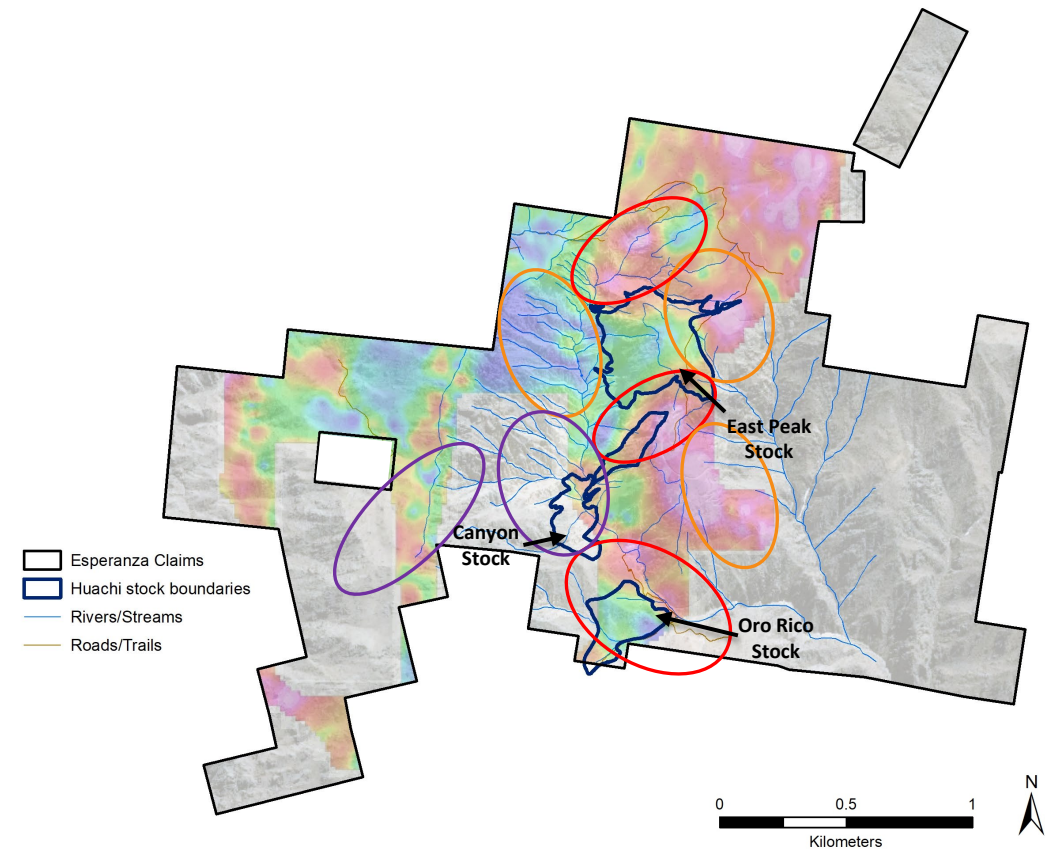 East Peak
Stock
Canyon
Stock
Oro Rico
Stock
Esperanza Claims
Huachi stock boundaries
Rivers/Streams
Roads/Trails
N
0 0.5 1
Kilometers